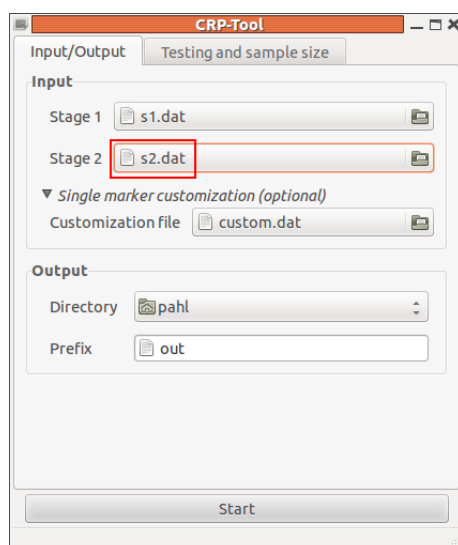 CRP-Tool
Input/Output Testing and sample size
Input
Stage 1 s1.dat
Stage 2 s2.dat
Single marker customization (optional)
Customization file custom.dat
Output
Directory pahl
Prefix out
Start